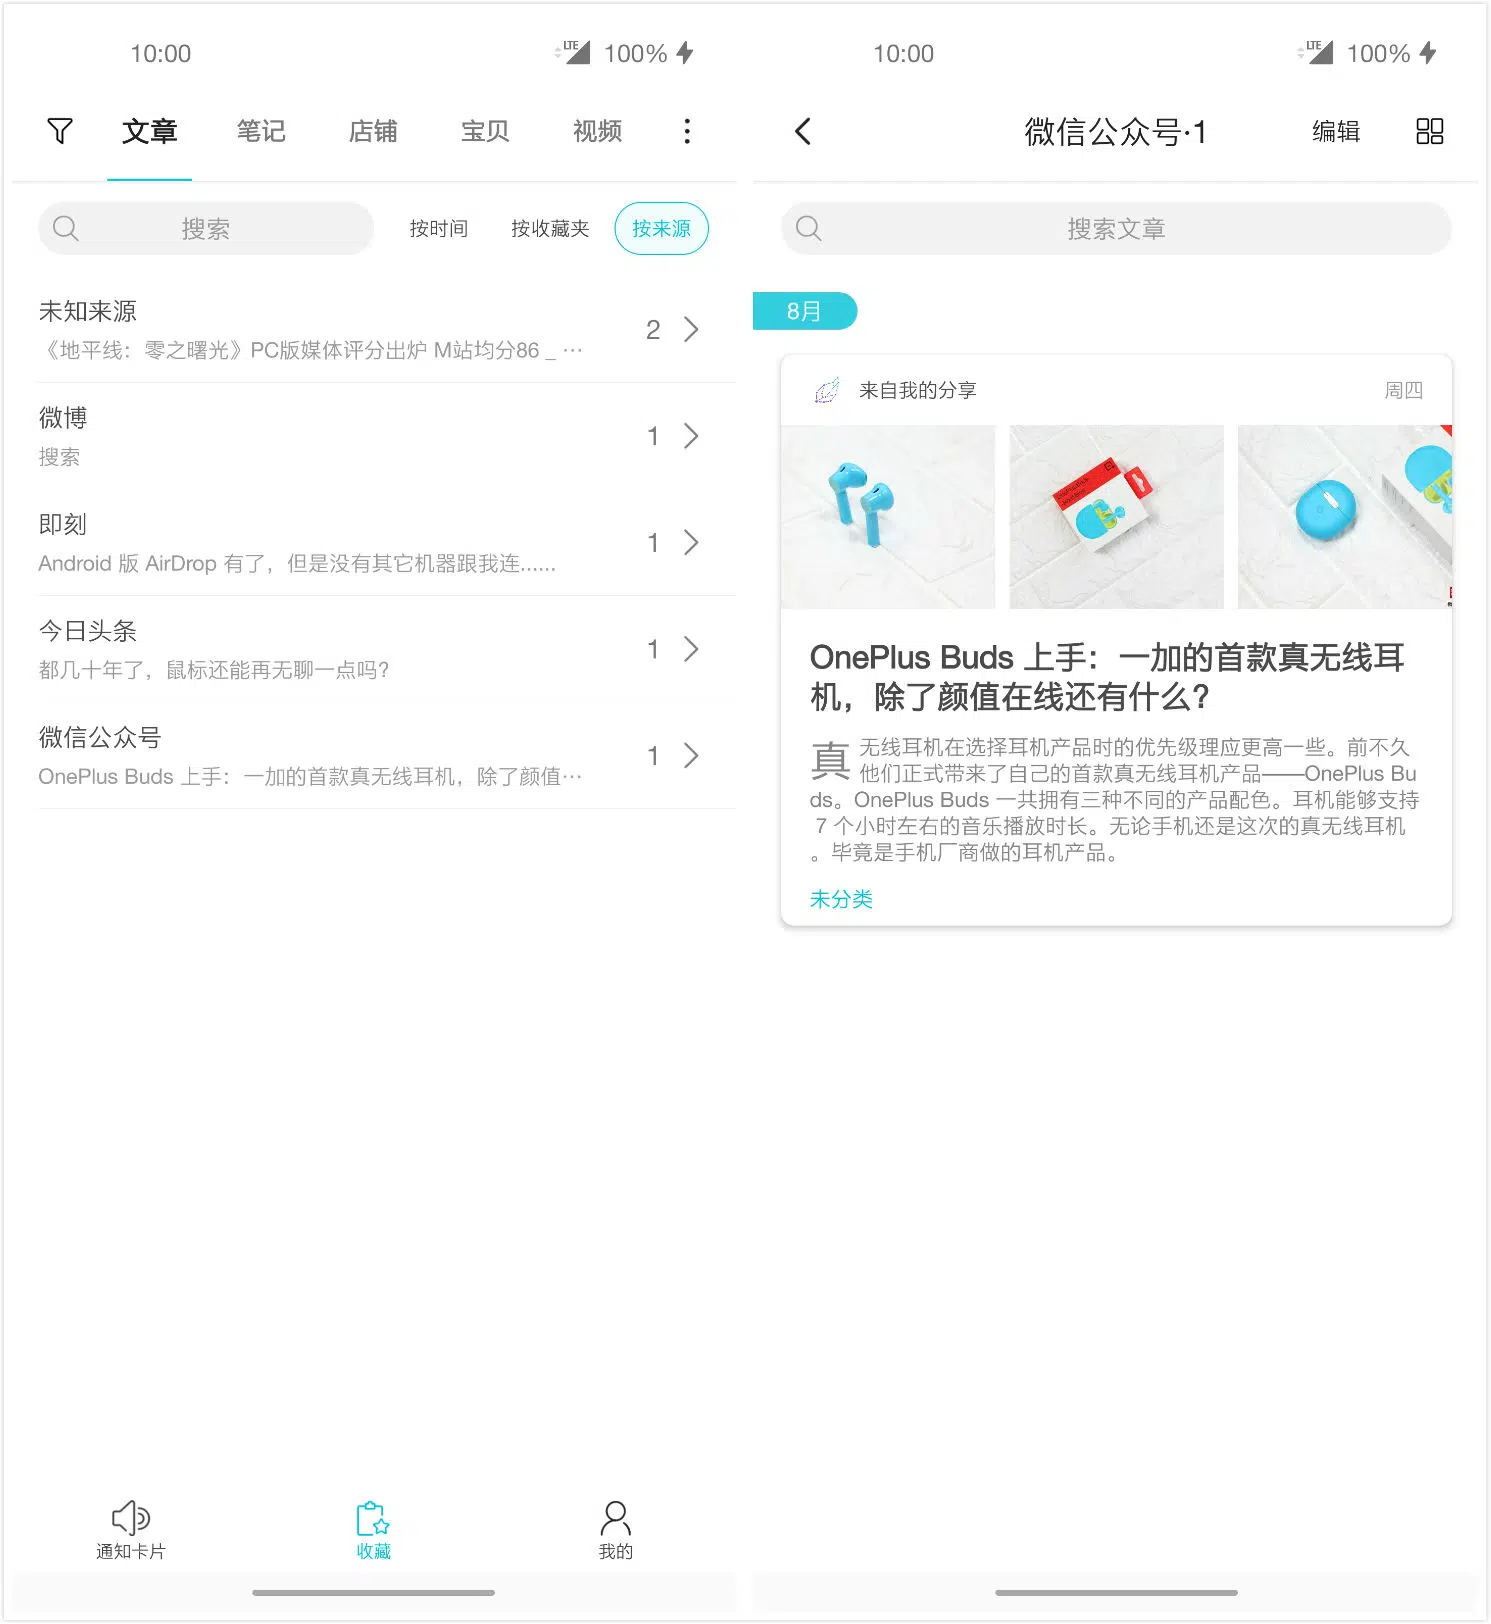 10:00
LTE 100%
文章 笔记 店铺 宝贝 视频
搜索 按时间 按收藏夹 按来源
未知来源
《地平线：零之曙光》PC版媒体评分出炉 M站均分86 _ ···
2
微博
搜索
1
即刻
Android 版 AirDrop 有了，但是没有其它机器跟我连......
1
今日头条
都几十年了，鼠标还能再无聊一点吗？
1
微信公众号
OnePlus Buds 上手：一加的首款真无线耳机，除了颜值···
1
通知卡片 收藏 我的
10:00
LTE 100%
微信公众号·1 编辑
搜索文章
8月
来自我的分享 周四
OnePlus Buds 上手：一加的首款真无线耳
机，除了颜值在线还有什么？
真 无线耳机在选择耳机产品时的优先级理应更高一些。前不久
他们正式带来了自己的首款真无线耳机产品——OnePlus Bu
ds。OnePlus Buds 一共拥有三种不同的产品配色。耳机能够支持
7 个小时左右的音乐播放时长。无论手机还是这次的真无线耳机
。毕竟是手机厂商做的耳机产品。
未分类